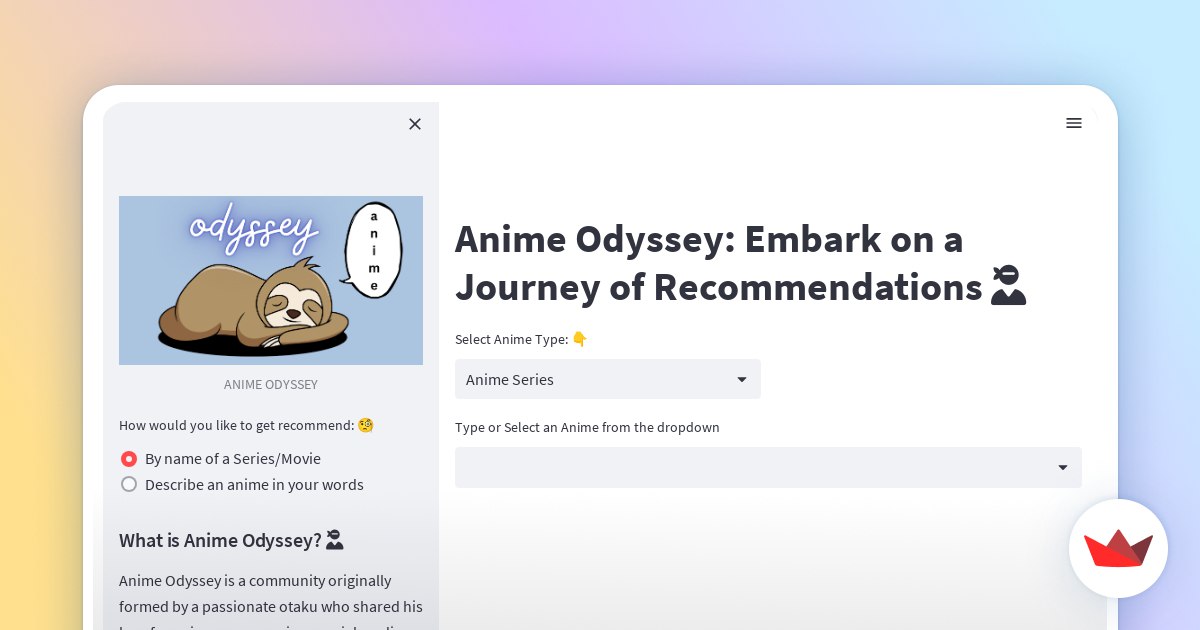 odyssey
a
n
i
m
e
ANIME ODYSSEY
How would you like to get recommend: 🧐
By name of a Series/Movie
Describe an anime in your words
What is Anime Odyssey? 🥷
Anime Odyssey is a community originally
formed by a passionate otaku who shared his
Anime Odyssey: Embark on a
Journey of Recommendations 🥷
Select Anime Type: 👇
Anime Series
Type or Select an Anime from the dropdown